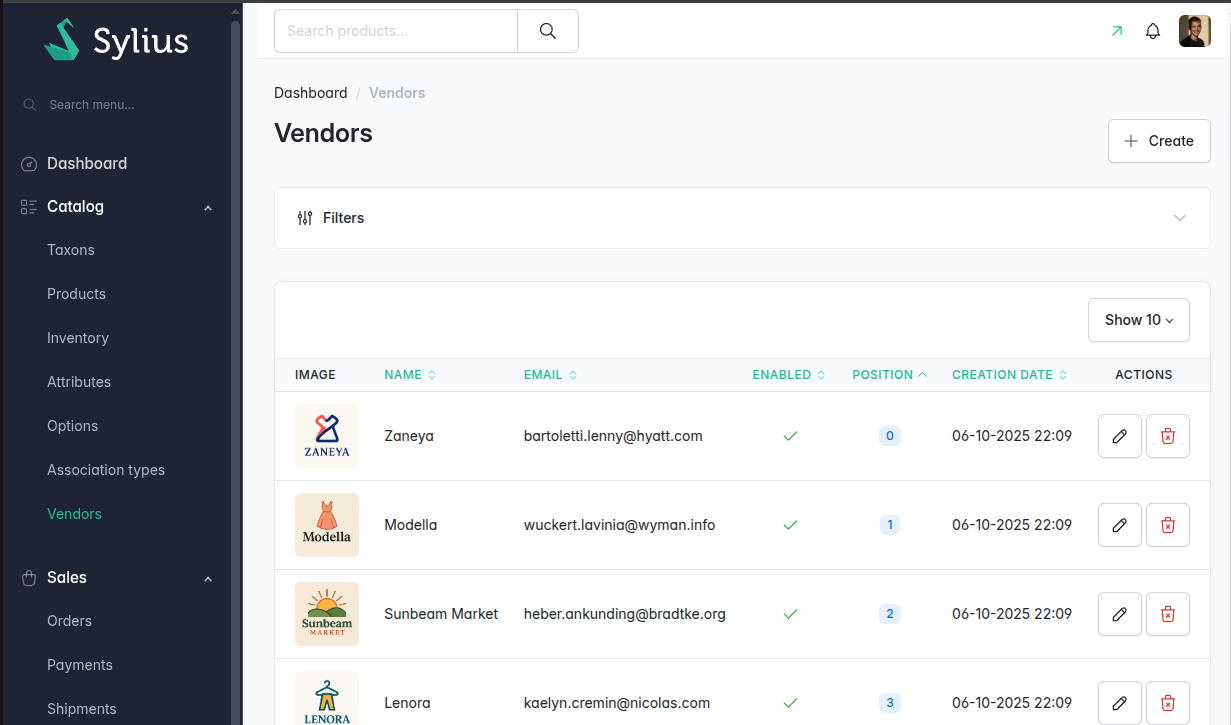 Sylius
Search menu...
Dashboard
Catalog
Taxons
Products
Inventory
Attributes
Options
Association types
Vendors
Sales
Orders
Payments
Shipments
Search products...
Dashboard / Vendors
Vendors
Create
Filters
Show 10
IMAGE NAME EMAIL ENABLED POSITION CREATION DATE ACTIONS
ZANEYA Zaneya bartoletti.lenny@hyatt.com 0 06-10-2025 22:09
Modella Modella wuckert.lavinia@wyman.info 1 06-10-2025 22:09
Sunbeam
MARKET Sunbeam Market heber.ankunding@bradtke.org 2 06-10-2025 22:09
LENORA Lenora kaelyn.cremin@nicolas.com 3 06-10-2025 22:09